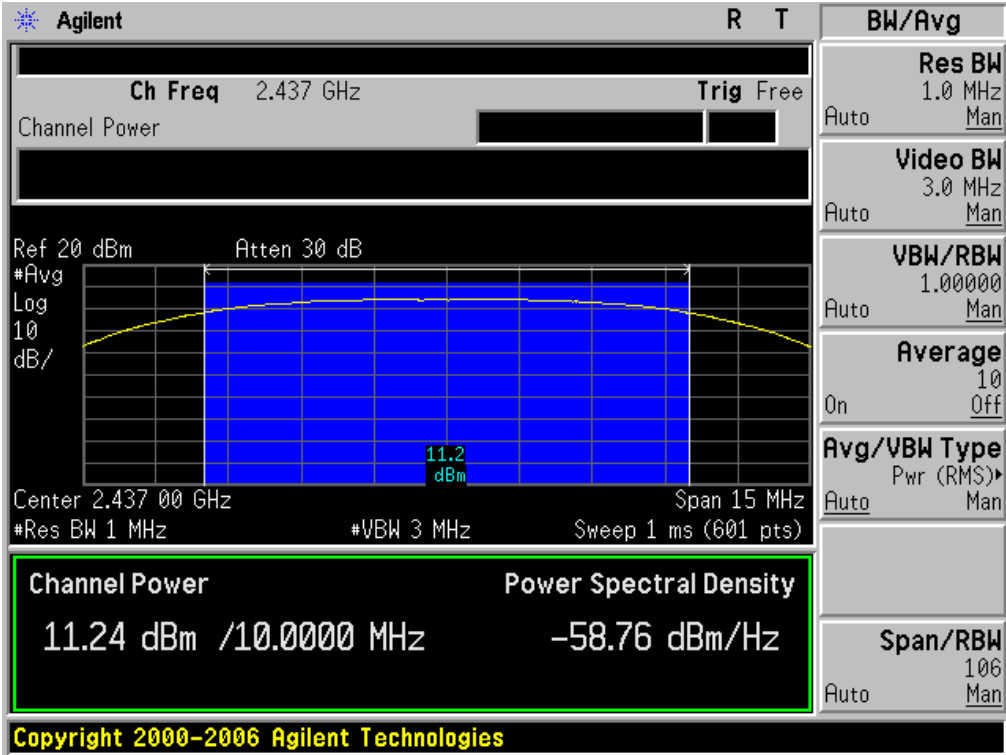 Agilent R T
Ch Freq 2.437 GHz Trig Free
Channel Power
Ref 20 dBm Atten 30 dB
#Avg
Log
10
dB/
11.2
dBm
Center 2.437 00 GHz Span 15 MHz
#Res BW 1 MHz #VBW 3 MHz Sweep 1 ms (601 pts)
Channel Power Power Spectral Density
11.24 dBm /10.0000 MHz -58.76 dBm/Hz
Copyright 2000-2006 Agilent Technologies
BW/Avg
Res BW
1.0 MHz
Auto Man
Video BW
3.0 MHz
Auto Man
VBW/RBW
1.00000
Auto Man
Average
10
On Off
Avg/VBW Type
Pwr (RMS)▸
Auto Man
Span/RBW
106
Auto Man